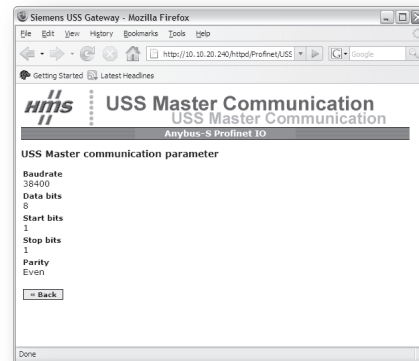 Siemens USS Gateway - Mozilla Firefox
File Edit View History Bookmarks Tools Help
http://10.10.20.240/httpd/Profinet/USS
Google
Getting Started Latest Headlines
HMS
USS Master Communication
USS Master Communication
Anybus-S Profinet IO
USS Master communication parameter
Baudrate
38400
Data bits
8
Start bits
1
Stop bits
1
Parity
Even
« Back
Done